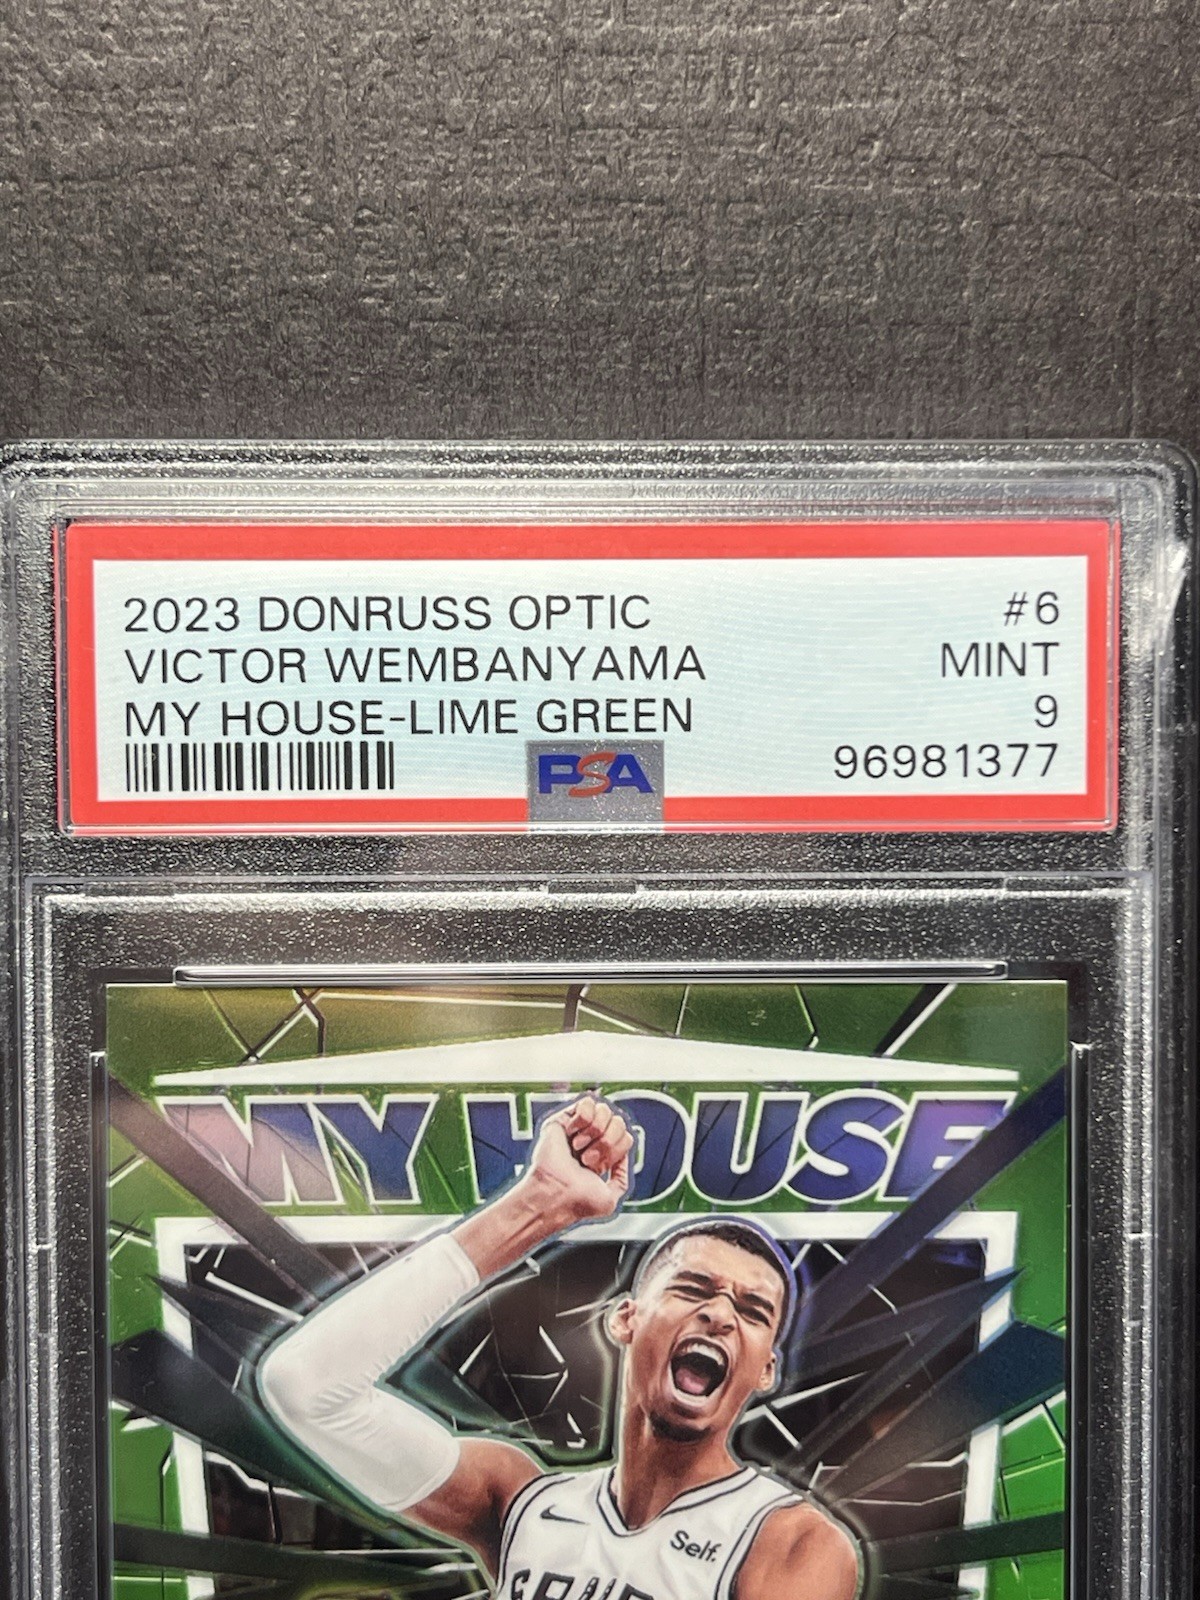 2023 DONRUSS OPTIC #6
VICTOR WEMBANYAMA MINT
MY HOUSE-LIME GREEN 9
PSA 96981377
MY HOUSE
Self.